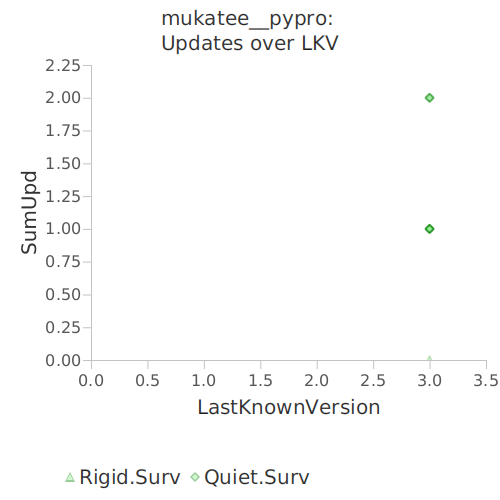 mukatee__pypro:
Updates over LKV
2.25
2.00
1.75
1.50
1.25
1.00
0.75
0.50
0.25
0.00
SumUpd
0.0 0.5 1.0 1.5 2.0 2.5 3.0 3.5
LastKnownVersion
Rigid.Surv Quiet.Surv